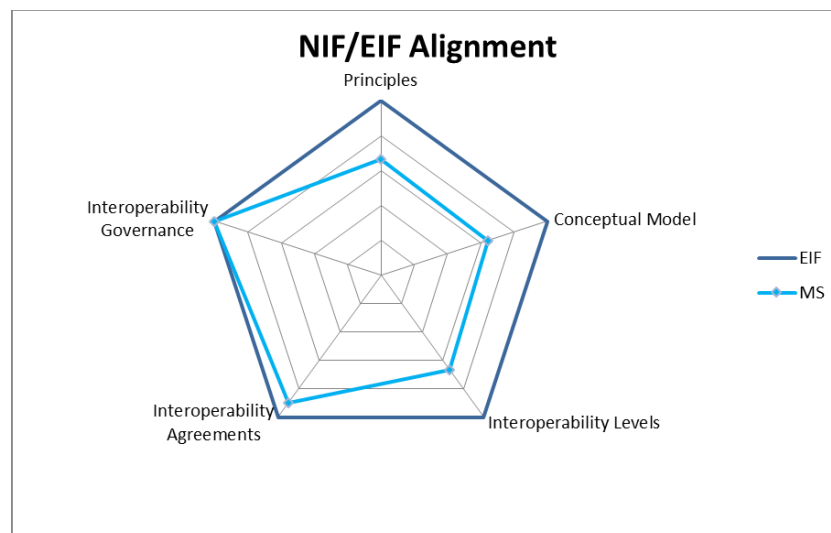 NIF/EIF Alignment
Principles
Interoperability
Governance
Conceptual Model
EIF
MS
Interoperability
Agreements
Interoperability Levels